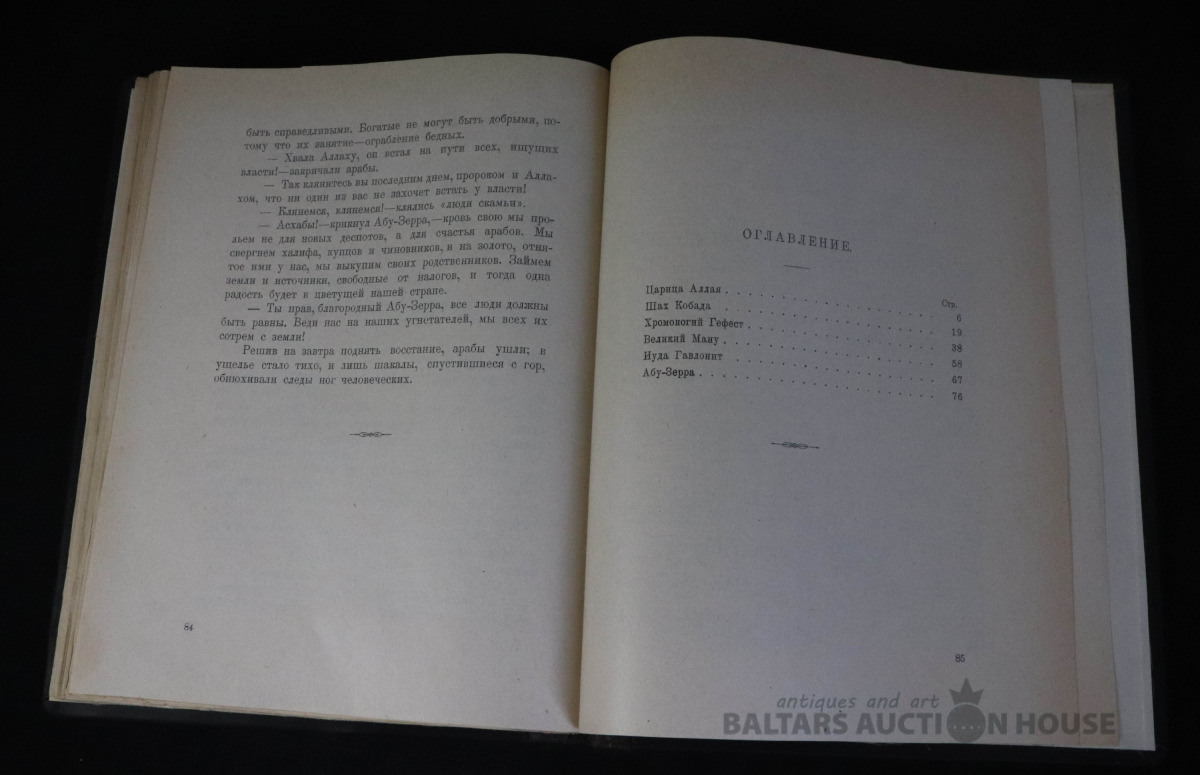 быть справедливыми. Богатые не могут быть добрыми, по-
тому что их занятие—ограбление бедных.
— Хвала Аллаху, он встал на пути всех, ищущих
власти!—закричали арабы.
— Так клянитесь вы последним днем, пророком и Алла-
хом, что ни один из вас не захочет встать у власти!
— Клянемся, клянемся!—клялись «люди скамьи».
— Асхабы!—крикнул Абу-Зерра,—кровь свою мы про-
льем не для новых деспотов, а для счастья арабов. Мы
свергнем халифа, купцов и чиновников, и на золото, отня-
тое ими у нас, мы выкупим своих родственников. Займем
земли и источники, свободные от налогов, и тогда одна
радость будет в цветущей нашей стране.
— Ты прав, благородный Абу-Зерра, все люди должны
быть равны. Веди нас на наших угнетателей, мы всех их
сотрем с земли!
Решив на завтра поднять восстание, арабы ушли; в
ущелье стало тихо, и лишь шакалы, спустившиеся с гор,
обнюхивали следы ног человеческих.
84
ОГЛАВЛЕНИЕ.
Стр.
Царица Аллая . . . . . . . . . . . . . . 6
Шах Кобада . . . . . . . . . . . . . . 19
Хромоногий Гефест . . . . . . . . . . . . . . 38
Великий Ману . . . . . . . . . . . . . . 58
Иуда Гавлонит . . . . . . . . . . . . . . 67
Абу-Зерра . . . . . . . . . . . . . . 76
85
antiques and art
BALTARS AUCTION HOUSE